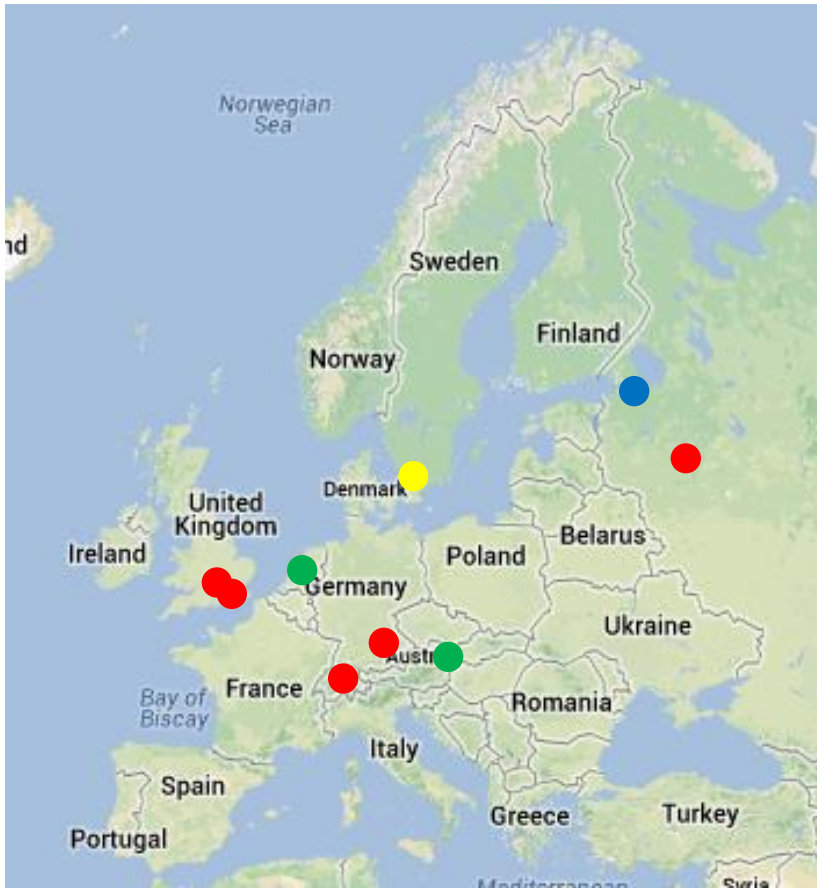 Norwegian
Sea
nd
Sweden
Finland
Norway
Denmark
United
Kingdom
Ireland
Belarus
Poland
Germany
Ukraine
Austr
France
Bay of
Biscay
Romania
Italy
Spain
Greece
Turkey
Portugal
Mediterranean
Syria